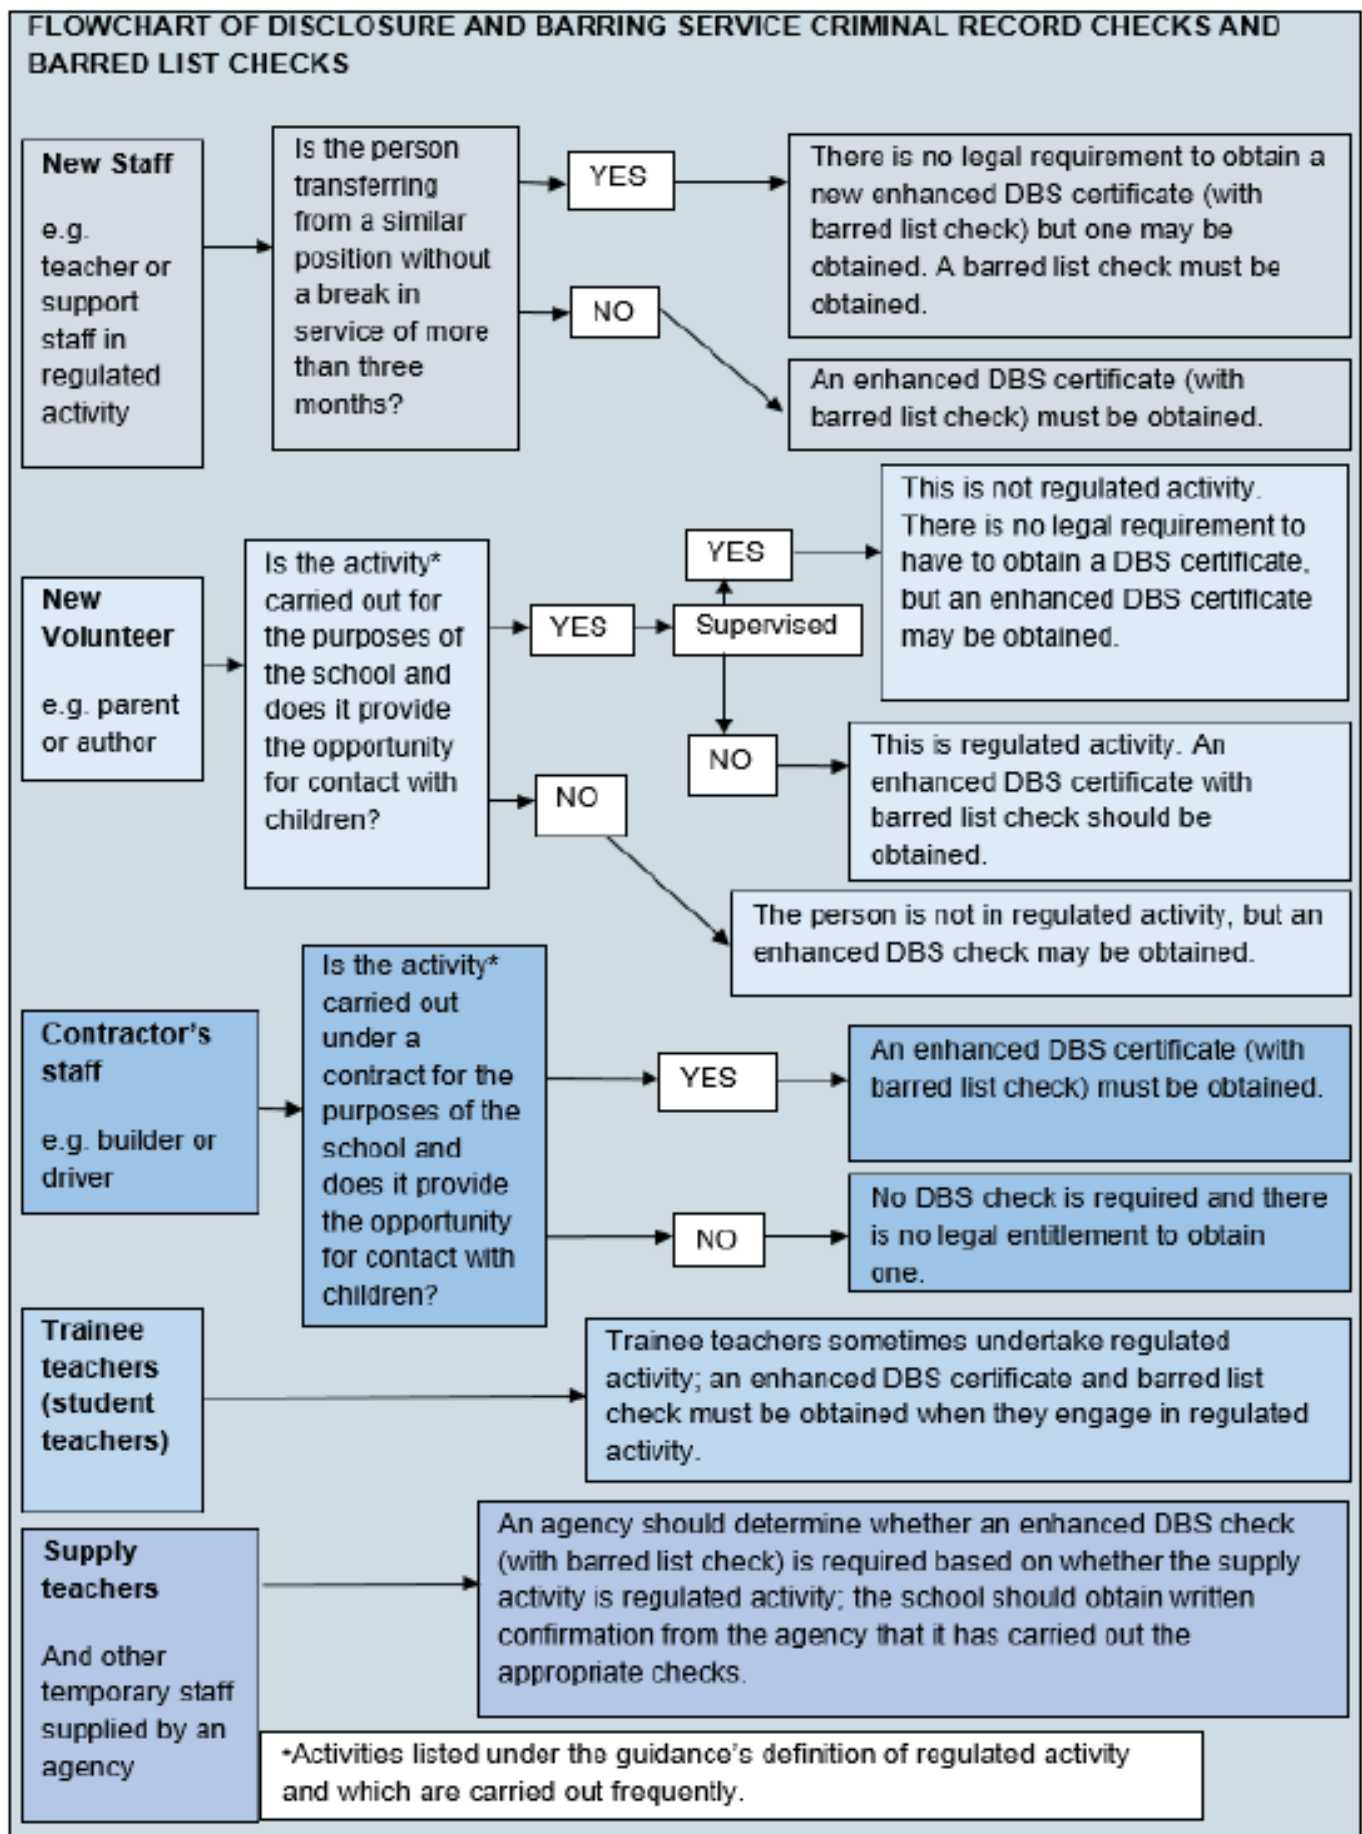 FLOWCHART OF DISCLOSURE AND BARRING SERVICE CRIMINAL RECORD CHECKS AND
BARRED LIST CHECKS
New Staff
e.g.
teacher or
support
staff in
regulated
activity
Is the person
transferring
from a similar
position without
a break in
service of more
than three
months?
YES
There is no legal requirement to obtain a
new enhanced DBS certificate (with
barred list check) but one may be
obtained. A barred list check must be
obtained.
NO
An enhanced DBS certificate (with
barred list check) must be obtained.
New
Volunteer
e.g. parent
or author
Is the activity*
carried out for
the purposes of
the school and
does it provide
the opportunity
for contact with
children?
YES
Supervised
YES
This is not regulated activity.
There is no legal requirement to
have to obtain a DBS certificate,
but an enhanced DBS certificate
may be obtained.
NO
This is regulated activity. An
enhanced DBS certificate with
barred list check should be
obtained.
NO
The person is not in regulated activity, but an
enhanced DBS check may be obtained.
Contractor's
staff
e.g. builder or
driver
Is the activity*
carried out
under a
contract for the
purposes of the
school and
does it provide
the opportunity
for contact with
children?
YES
An enhanced DBS certificate (with
barred list check) must be obtained.
NO
No DBS check is required and there
is no legal entitlement to obtain
one.
Trainee
teachers
(student
teachers)
Trainee teachers sometimes undertake regulated
activity; an enhanced DBS certificate and barred list
check must be obtained when they engage in regulated
activity.
Supply
teachers
And other
temporary staff
supplied by an
agency
An agency should determine whether an enhanced DBS check
(with barred list check) is required based on whether the supply
activity is regulated activity; the school should obtain written
confirmation from the agency that it has carried out the
appropriate checks.
*Activities listed under the guidance's definition of regulated activity
and which are carried out frequently.